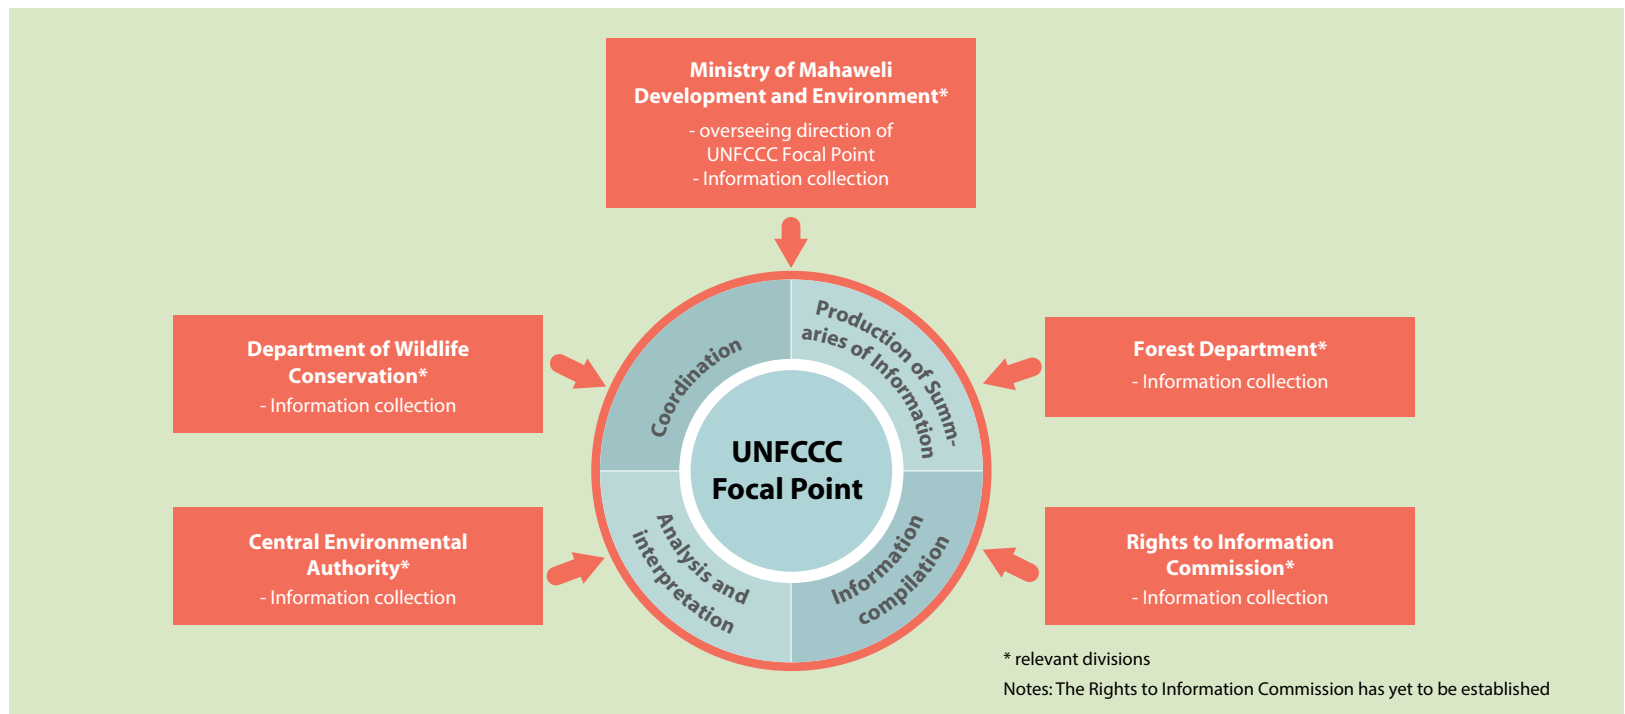 Ministry of Mahaweli
Development and Environment*
- overseeing direction of
UNFCCC Focal Point
- Information collection
Department of Wildlife
Conservation*
- Information collection
Forest Department*
- Information collection
Coordination
Production of Summ-
aries of Information
UNFCCC
Focal Point
Analysis and
interpretation
Information
compilation
Central Environmental
Authority*
- Information collection
Rights to Information
Commission*
- Information collection
* relevant divisions
Notes: The Rights to Information Commission has yet to be established